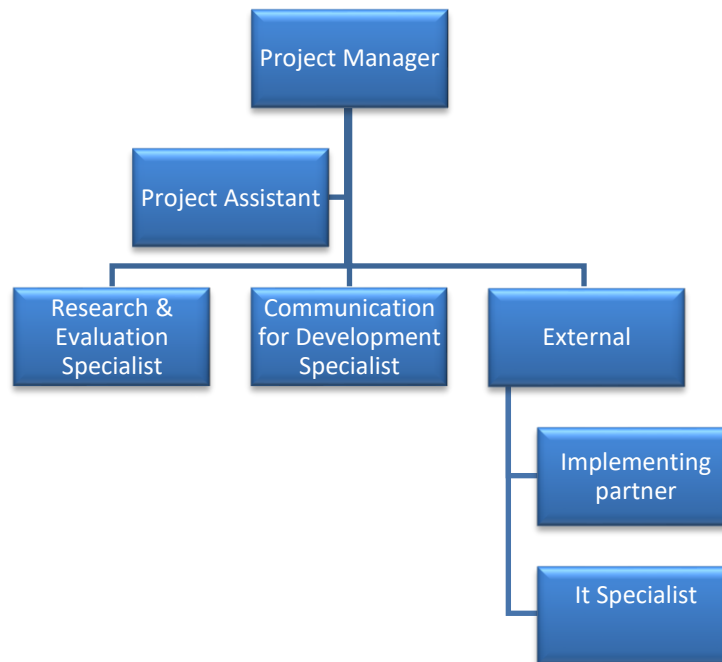 Project Manager
Project Assistant
Research &
Evaluation
Specialist
Communication
for Development
Specialist
External
Implementing
partner
It Specialist